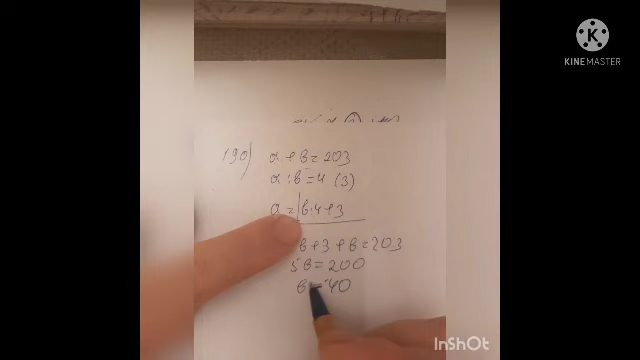 K
KINEMASTER
190) a + b = 203
a : b = 4 (3)
a = b · 4 + 3
b + 3 + b = 203
5b = 200
b = 40
InShOt